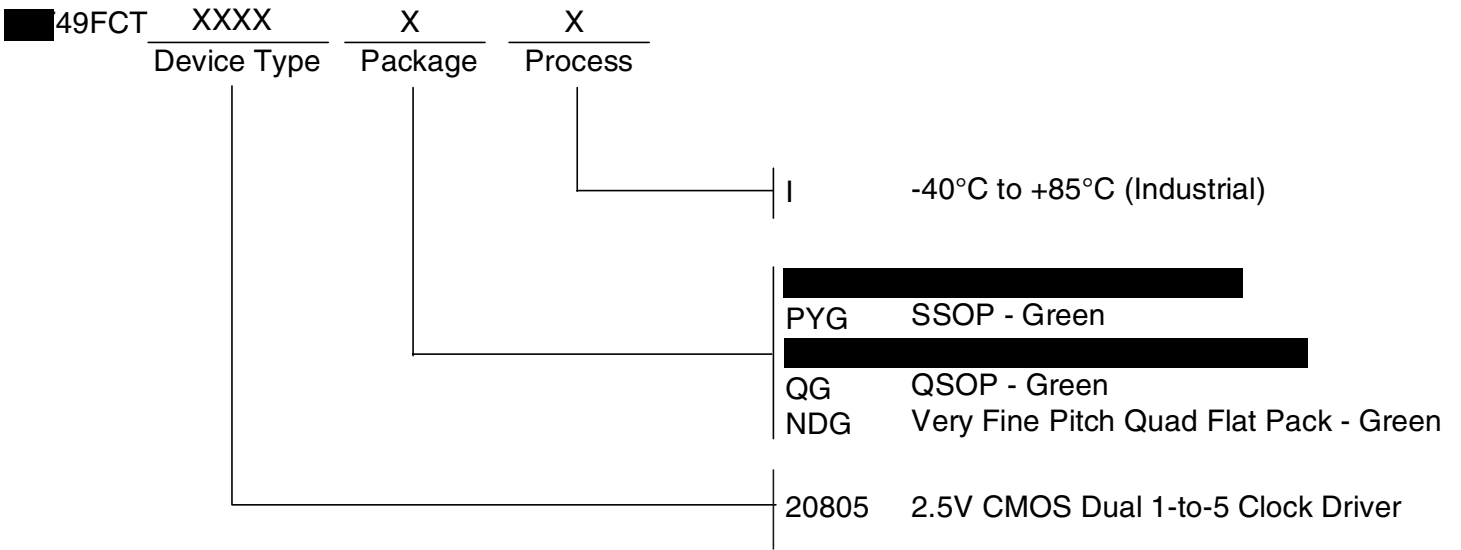 49FCT XXXX X X
Device Type Package Process
I -40°C to +85°C (Industrial)
PYG SSOP - Green
QG QSOP - Green
NDG Very Fine Pitch Quad Flat Pack - Green
20805 2.5V CMOS Dual 1-to-5 Clock Driver